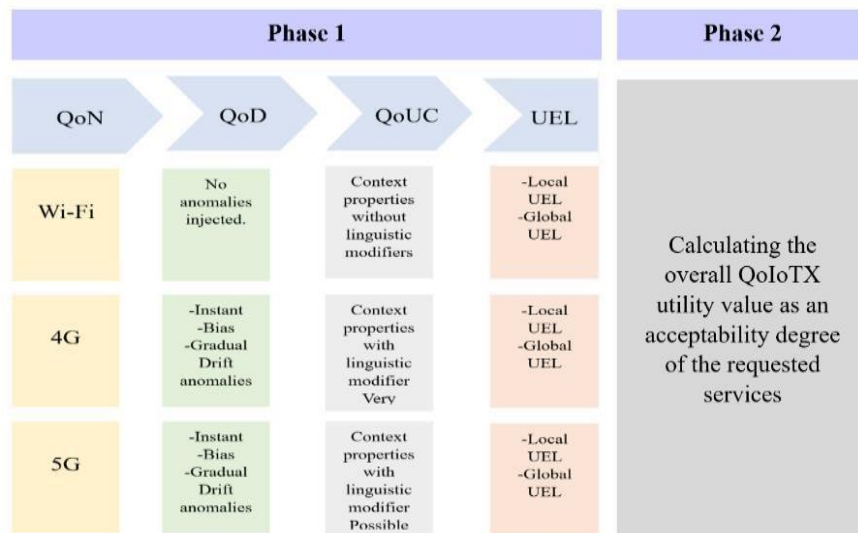 Phase 1
Phase 2
QoN
QoD
QoUC
UEL
Wi-Fi
No
anomalies
injected.
Context
properties
without
linguistic
modifiers
-Local
UEL
-Global
UEL
4G
-Instant
-Bias
-Gradual
Drift
anomalies
Context
properties
with
linguistic
modifier
Very
-Local
UEL
-Global
UEL
5G
-Instant
-Bias
-Gradual
Drift
anomalies
Context
properties
with
linguistic
modifier
Possible
-Local
UEL
-Global
UEL
Calculating the
overall QoIoTX
utility value as an
acceptability degree
of the requested
services